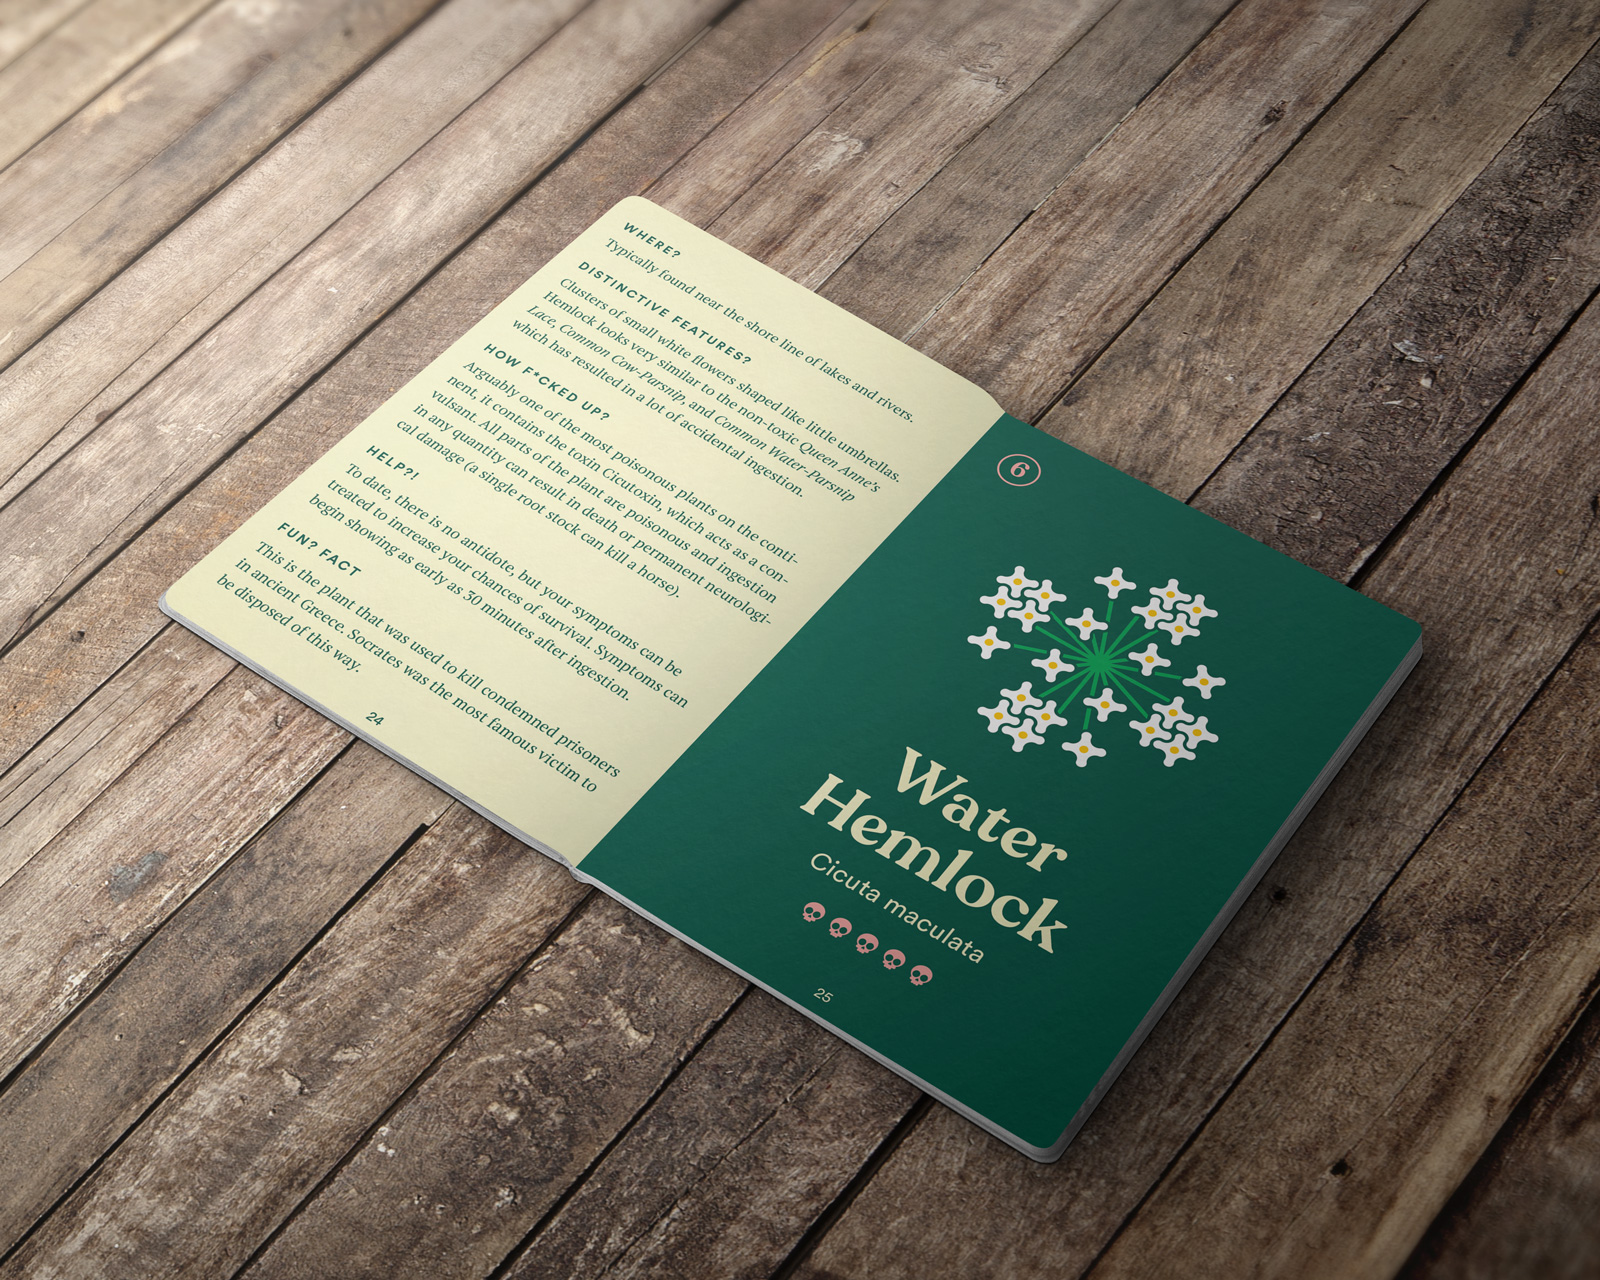 WHERE?
Typically found near the shore line of lakes and rivers.
DISTINCTIVE FEATURES?
Clusters of small white flowers shaped like little umbrellas.
Hemlock looks very similar to the non-toxic Queen Anne's
Lace, Common Cow-Parsnip, and Common Water-Parsnip
which has resulted in a lot of accidental ingestion.
HOW F*CKED UP?
Arguably one of the most poisonous plants on the conti-
nent, it contains the toxin Cicutoxin, which acts as a con-
vulsant. All parts of the plant are poisonous and ingestion
in any quantity can result in death or permanent neurologi-
cal damage (a single root stock can kill a horse).
HELP?!
To date, there is no antidote, but your symptoms can be
treated to increase your chances of survival. Symptoms can
begin showing as early as 30 minutes after ingestion.
FUN? FACT
This is the plant that was used to kill condemned prisoners
in ancient Greece. Socrates was the most famous victim to
be disposed of this way.
24
6
Water
Hemlock
Cicuta maculata
25